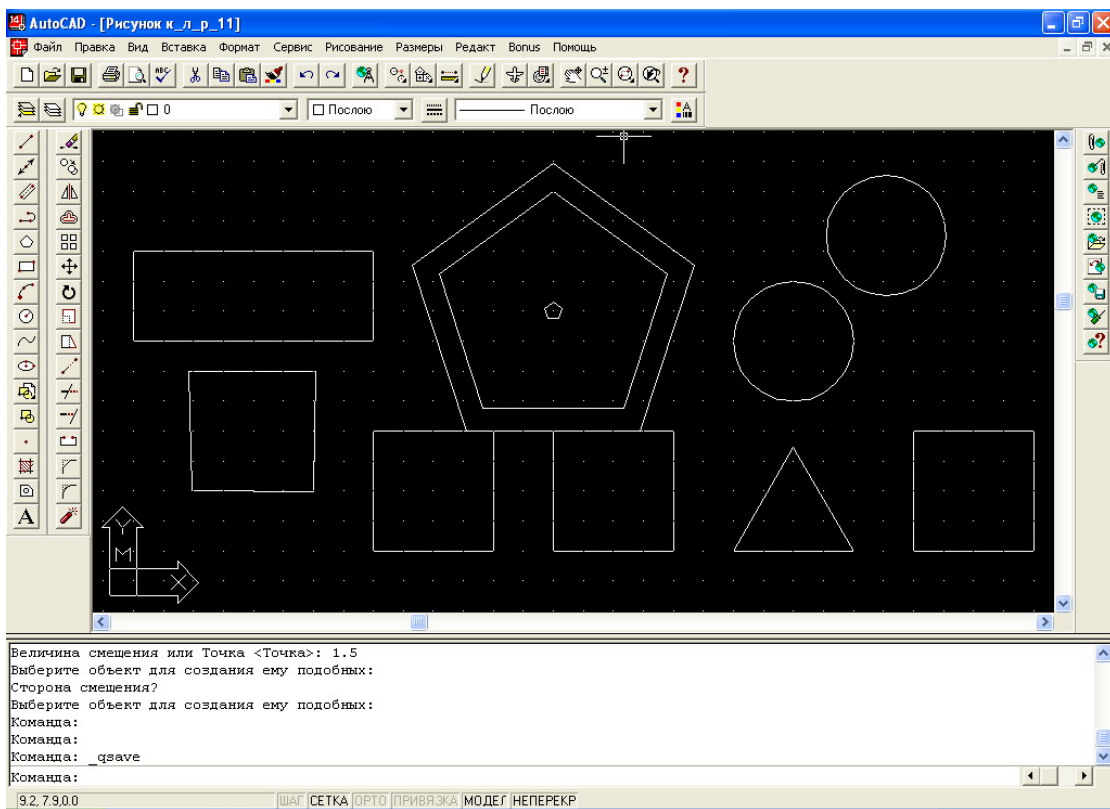 AutoCAD - [Рисунок к_л_р_11]
Файл Правка Вид Вставка Формат Сервис Рисование Размеры Редакт Bonus Помощь
0 Послою Послою
Y
M
X
Величина смещения или Точка <Точка>: 1.5
Выберите объект для создания ему подобных:
Сторона смещения?
Выберите объект для создания ему подобных:
Команда:
Команда:
Команда: _qsave
Команда:
9.2, 7.9,0.0 ШАГ СЕТКА ОРТО ПРИВЯЗКА МОДЕЛ НЕПЕРЕКР